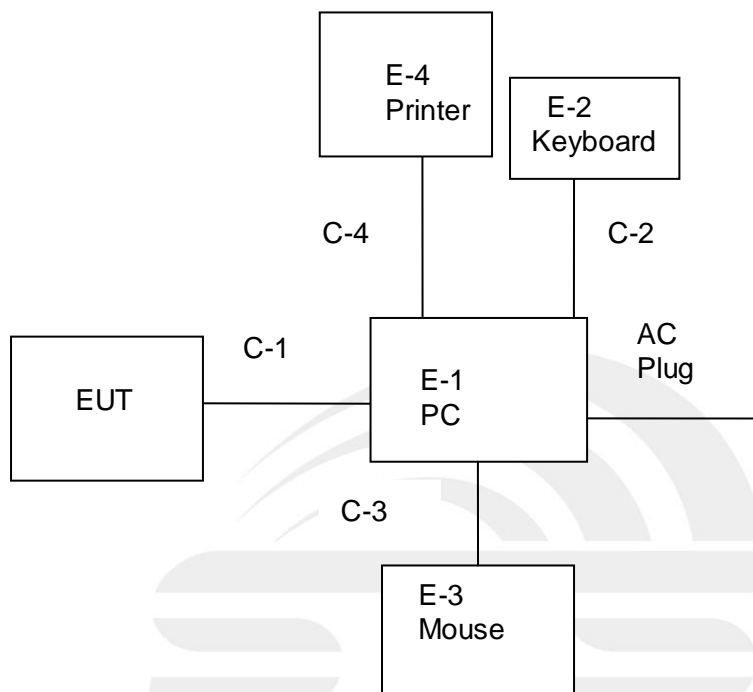 E-4
Printer
E-2
Keyboard
C-4
C-2
C-1
AC
Plug
EUT
E-1
PC
C-3
E-3
Mouse